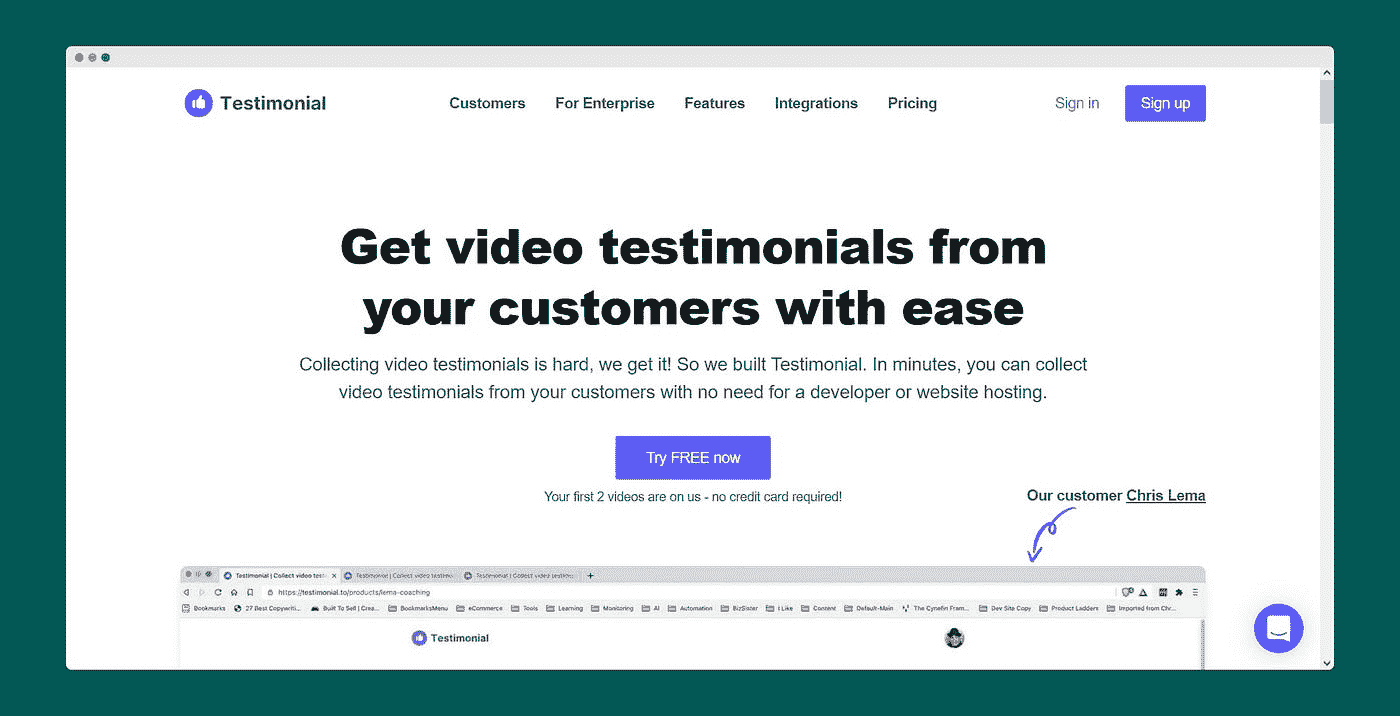 Testimonial
Customers
For Enterprise
Features
Integrations
Pricing
Sign in
Sign up
Get video testimonials from
your customers with ease
Collecting video testimonials is hard, we get it! So we built Testimonial. In minutes, you can collect
video testimonials from your customers with no need for a developer or website hosting.
Try FREE now
Your first 2 videos are on us - no credit card required!
Our customer Chris Lema
Testimonial | Collect video testi
Testimonial | Collect video testimo
Testimonial | Collect video testimo
https://testimonial.to/products/lema-coaching
Bookmarks
27 Best Copywriti...
Built To Sell | Crea...
BookmarksMenu
eCommerce
Tools
Learning
Monitoring
AI
Automation
BizSister
I Like
Content
Default-Main
The Cynefin Fram...
Dev Site Copy
Product Ladders
Imported from Chr...
Testimonial